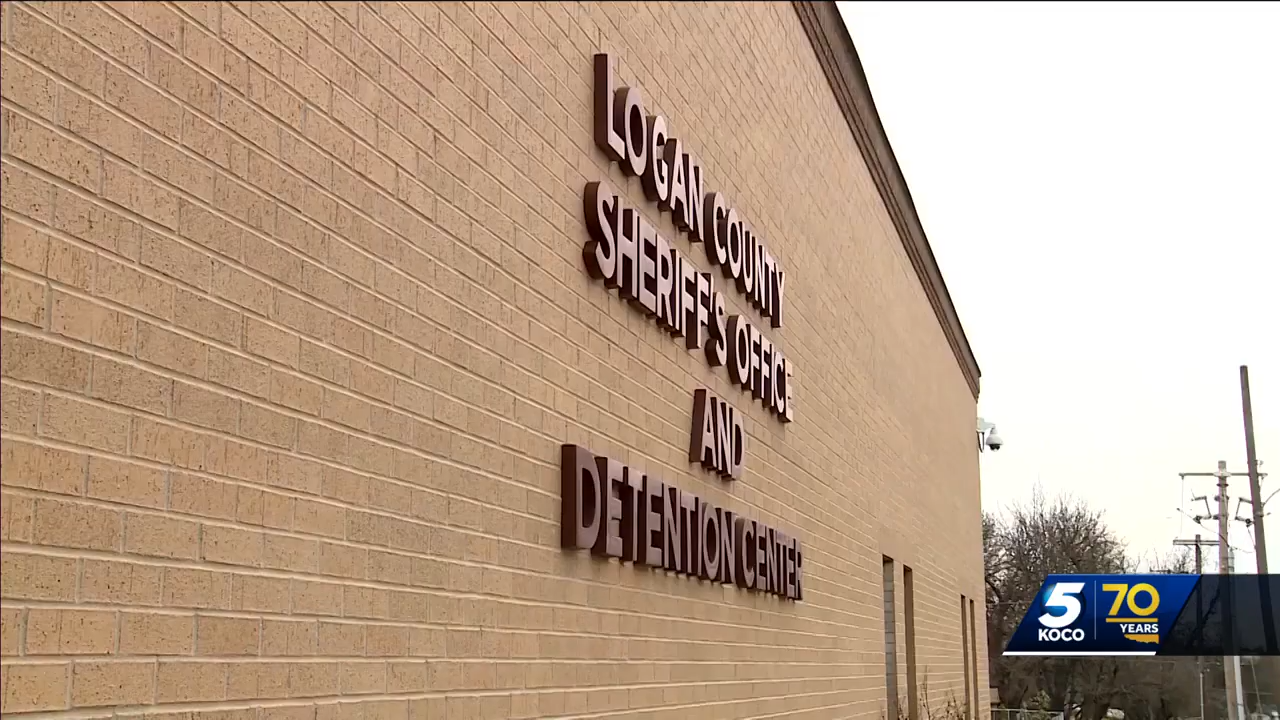 LOGAN COUNTY
SHERIFF'S OFFICE
AND
DETENTION CENTER
5
KOCO
70
YEARS